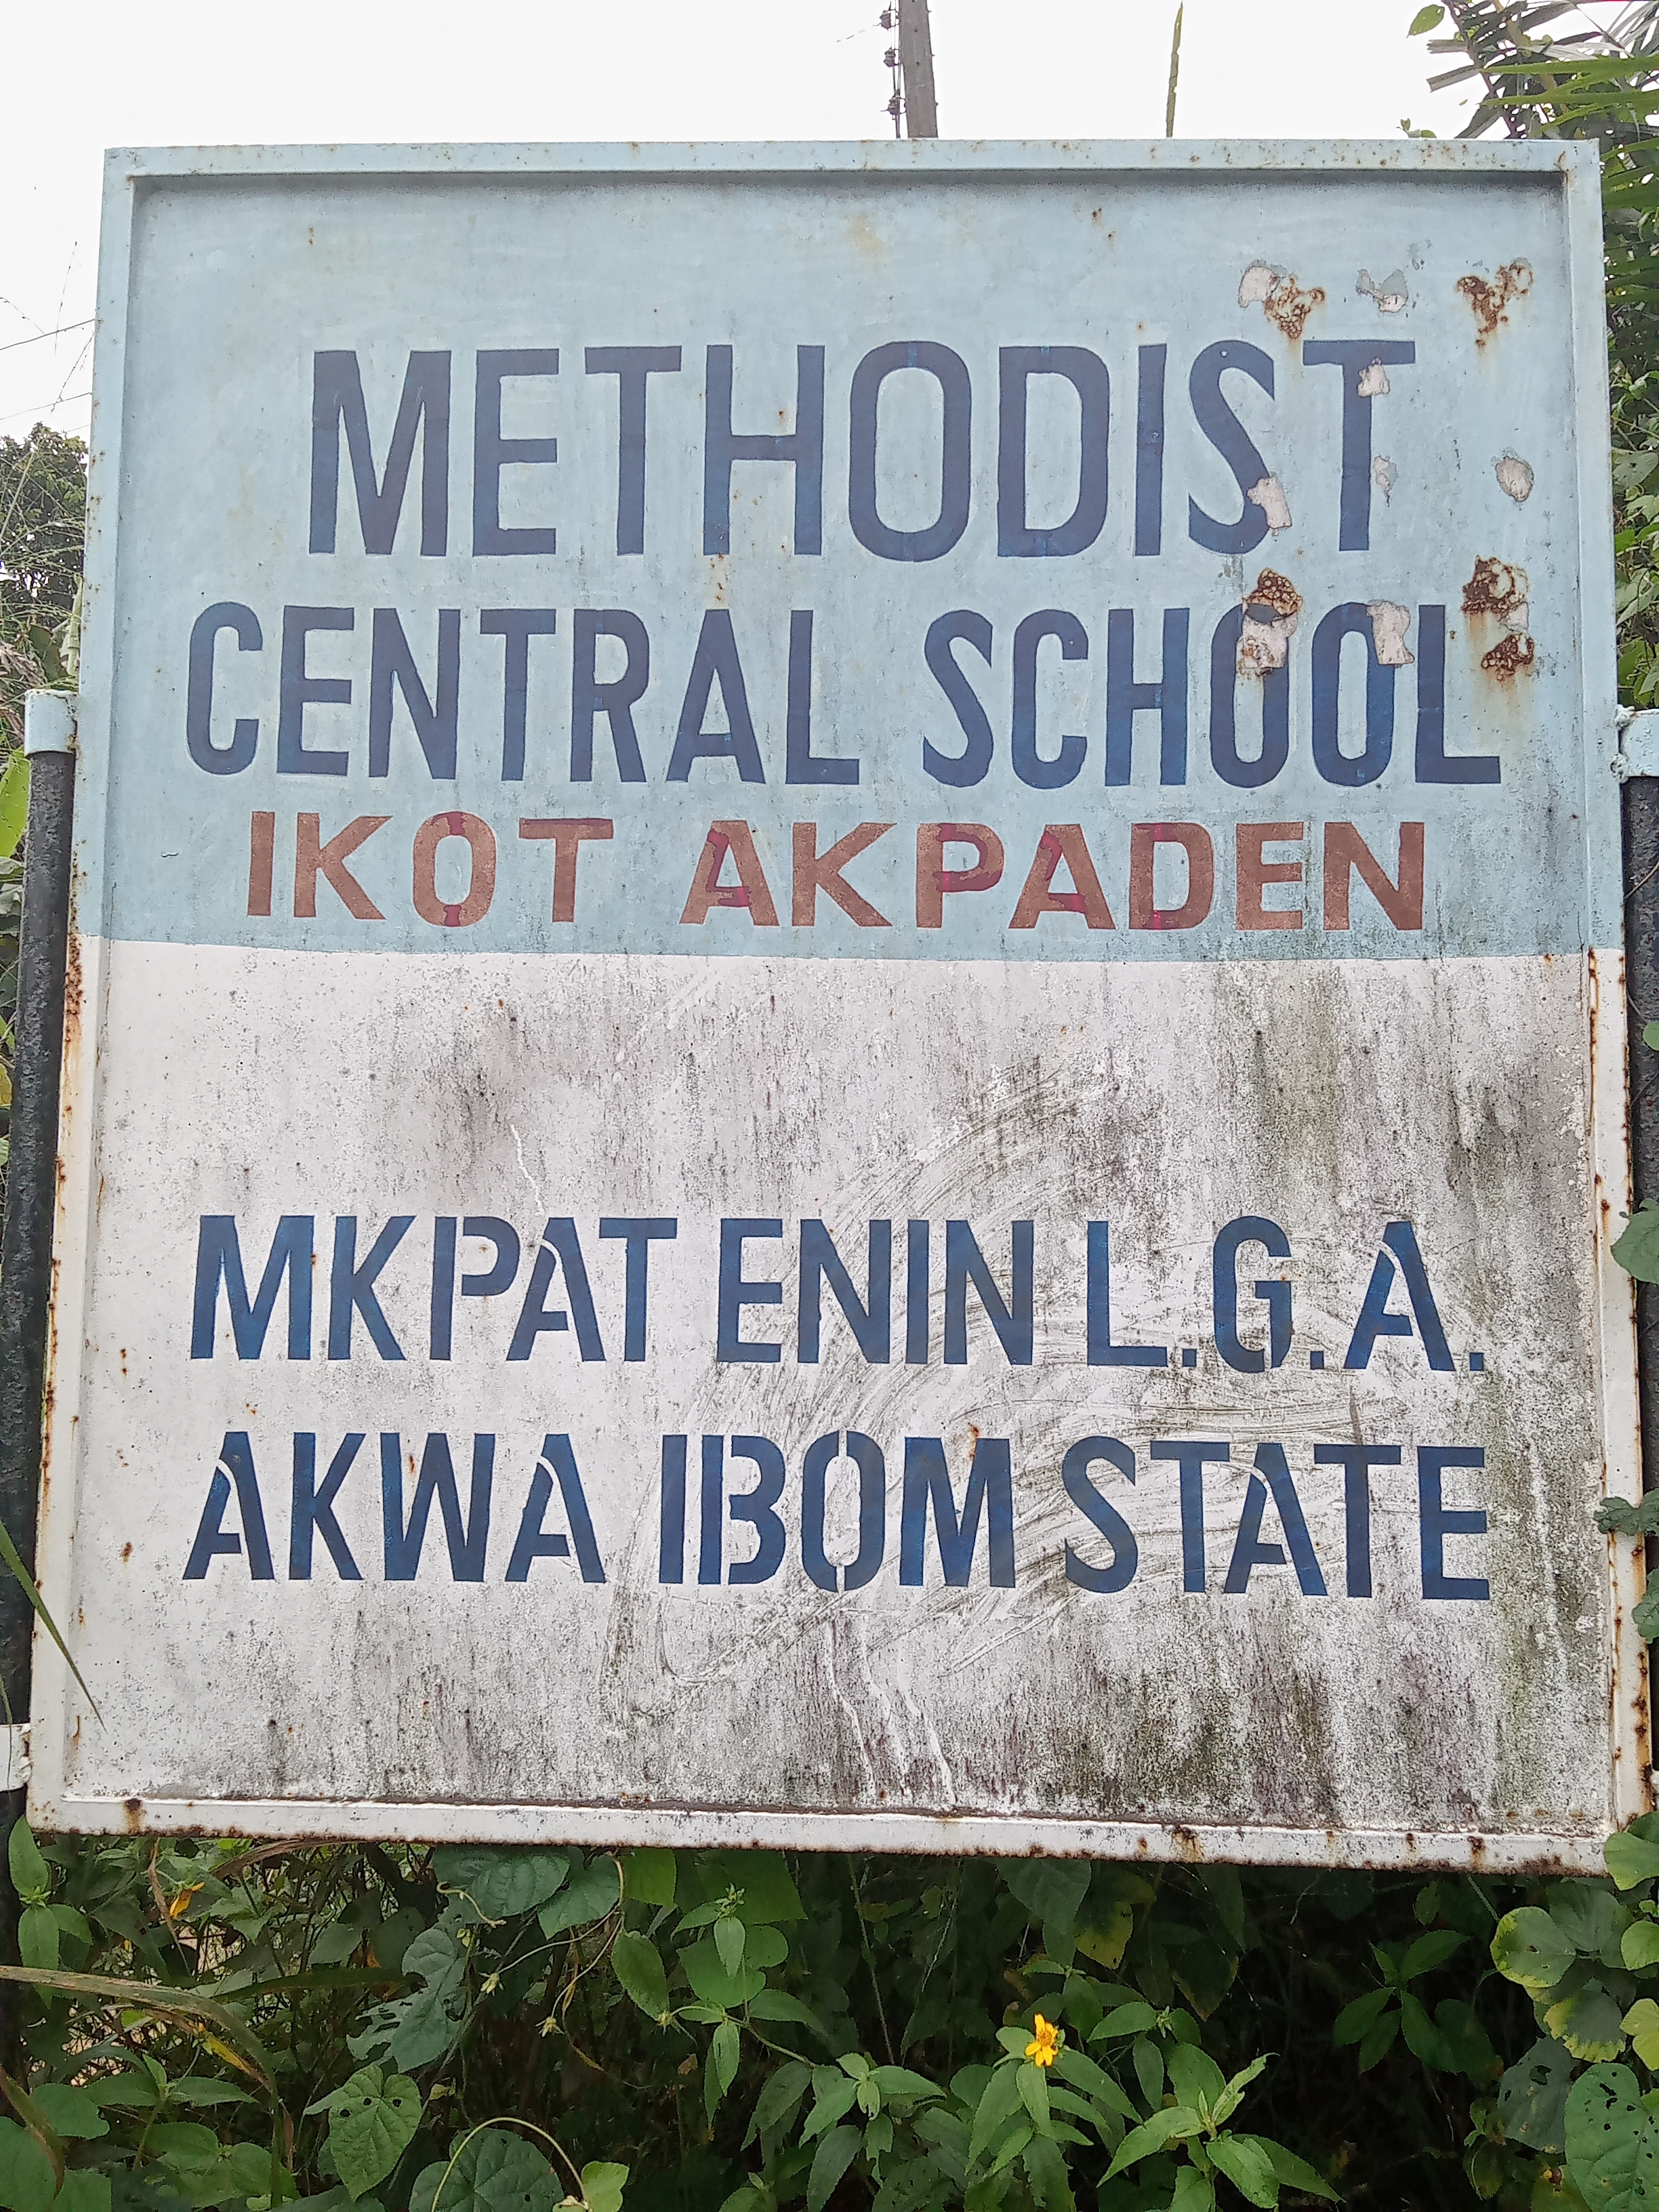 METHODIST
CENTRAL SCHOOL
IKOT AKPADEN
MKPAT ENIN L.G.A.
AKWA IBOM STATE